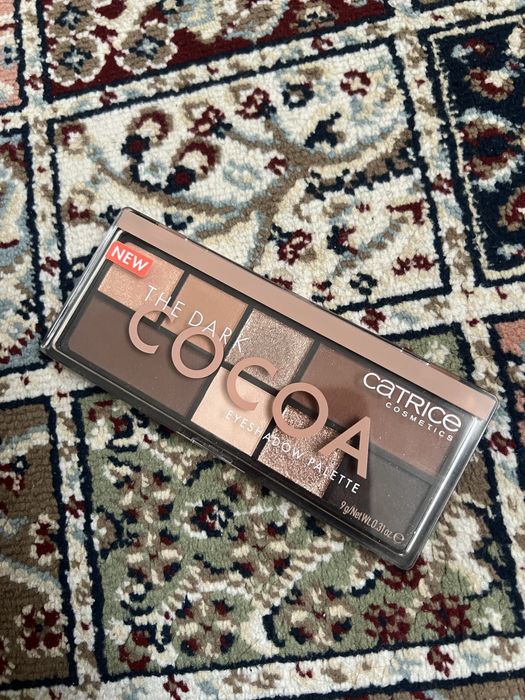 NEW
THE DARK
COCOA
EYESHADOW PALETTE
CATRICE
COSMETICS
9g/Net Wt. 0.31oz ℮